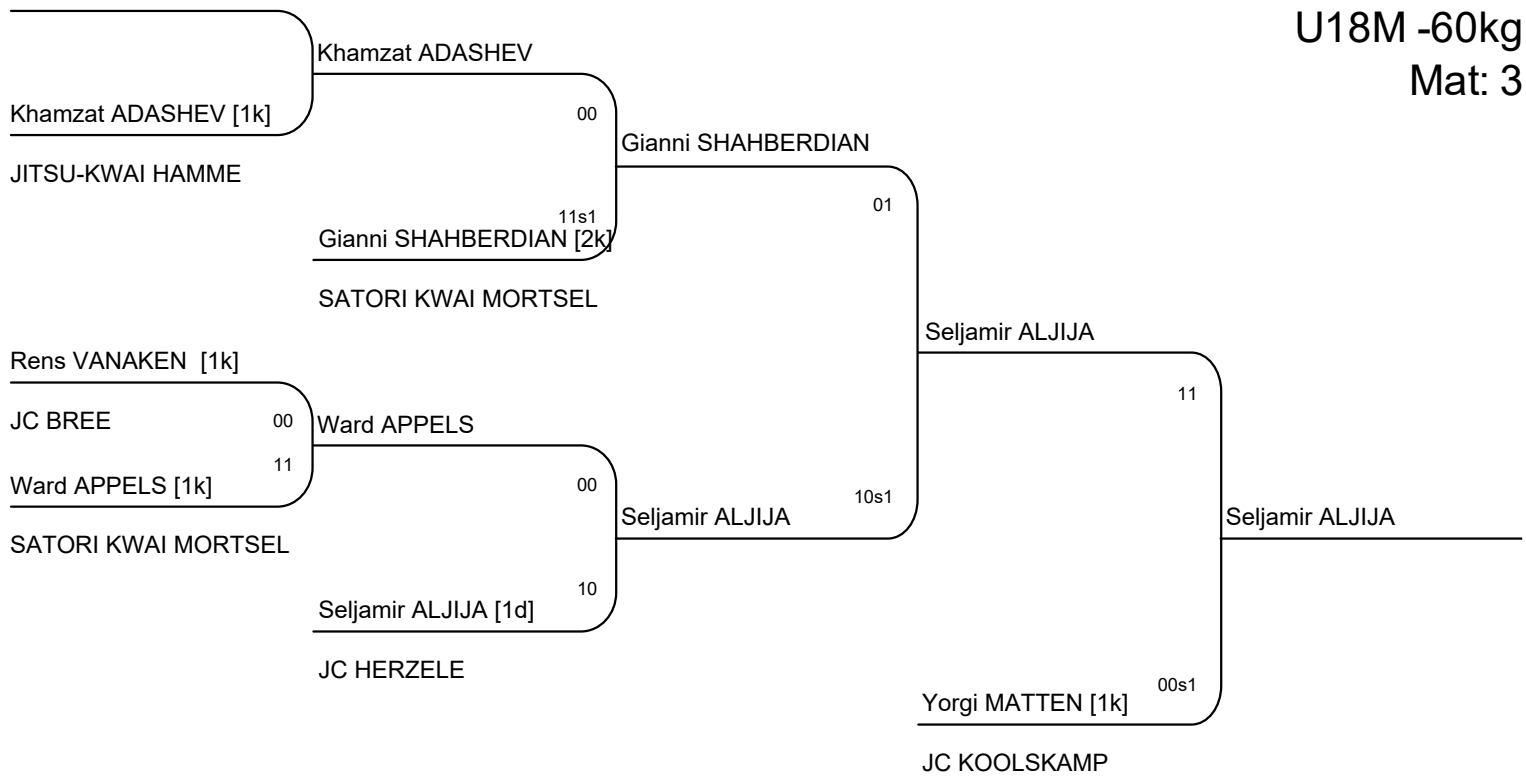 U18M -60kg
Mat: 3
Khamzat ADASHEV
Khamzat ADASHEV [1k]
00
Gianni SHAHBERDIAN
JITSU-KWAI HAMME
01
11s1
Gianni SHAHBERDIAN [2k]
SATORI KWAI MORTSEL
Seljamir ALJIJA
Rens VANAKEN [1k]
11
JC BREE
00
Ward APPELS
11
Ward APPELS [1k]
00
10s1
Seljamir ALJIJA
Seljamir ALJIJA
SATORI KWAI MORTSEL
10
Seljamir ALJIJA [1d]
JC HERZELE
00s1
Yorgi MATTEN [1k]
JC KOOLSKAMP